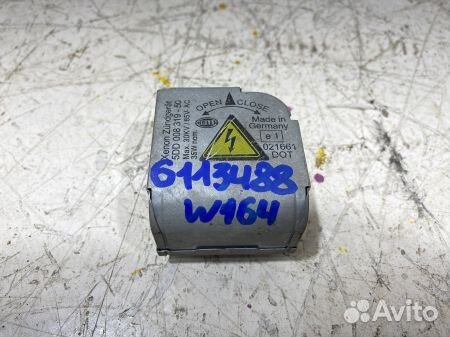 Xenon Zündgerät
5DD 008 319 -50
Max. 30KV / 85V~AC
35W nom.
HELLA
OPEN CLOSE
Made in
Germany
e1
021661
DOT
6113488
W164
Avito